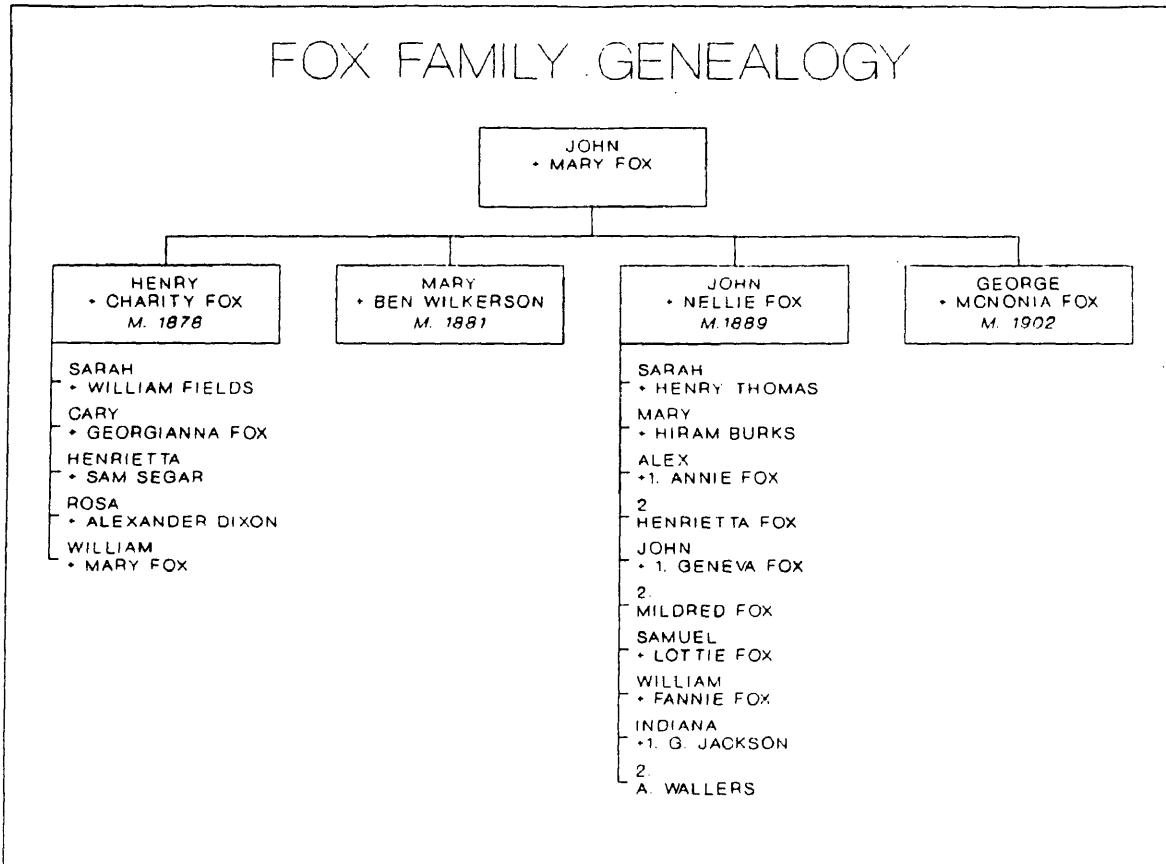 FOX FAMILY GENEALOGY
JOHN
+ MARY FOX
HENRY
+ CHARITY FOX
M. 1878
MARY
+ BEN WILKERSON
M. 1881
JOHN
+ NELLIE FOX
M.1889
GEORGE
+ MCNONIA FOX
M. 1902
SARAH
+ WILLIAM FIELDS
CARY
+ GEORGIANNA FOX
HENRIETTA
+ SAM SEGAR
ROSA
+ ALEXANDER DIXON
WILLIAM
+ MARY FOX
SARAH
+ HENRY THOMAS
MARY
+ HIRAM BURKS
ALEX
+1. ANNIE FOX
2
HENRIETTA FOX
JOHN
+ 1. GENEVA FOX
2.
MILDRED FOX
SAMUEL
+ LOTTIE FOX
WILLIAM
+ FANNIE FOX
INDIANA
+1. G. JACKSON
2.
A. WALLERS